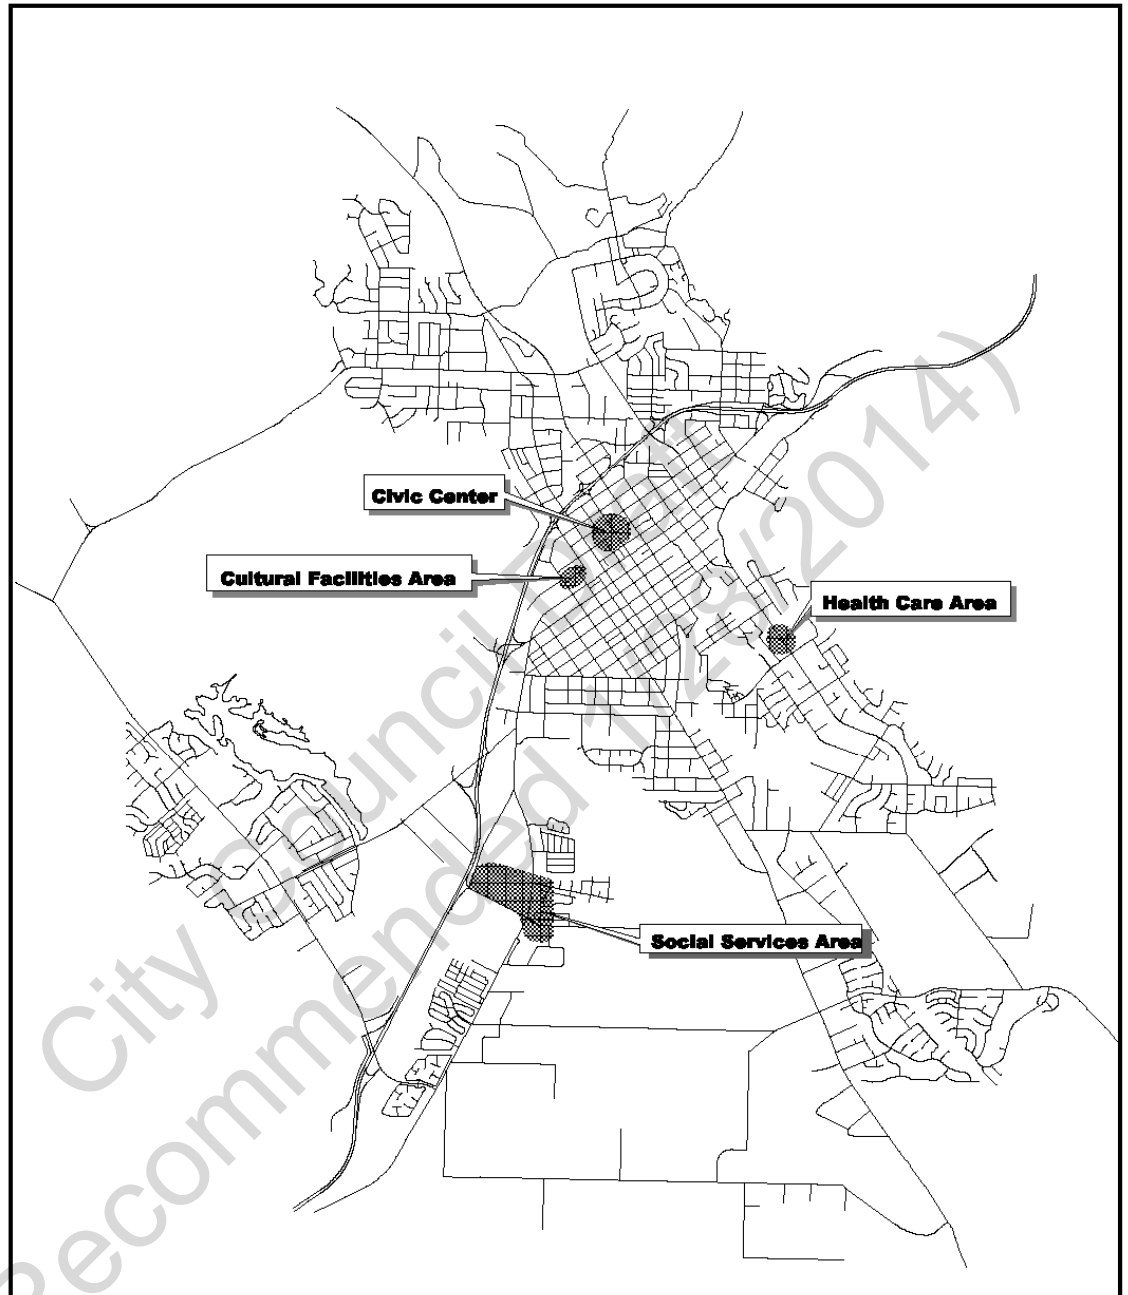 Civic Center
Cultural Facilities Area
Health Care Area
Social Services Area
City Council Draft
Recommended 1/28/2014)